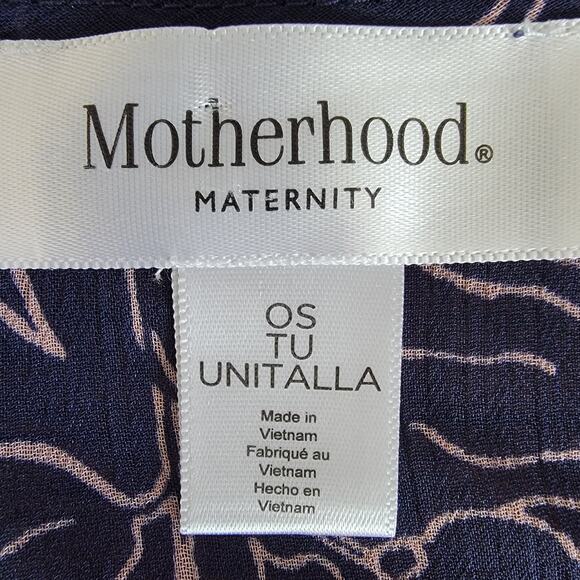 Motherhood®
MATERNITY
OS
TU
UNITALLA
Made in
Vietnam
Fabriqué au
Vietnam
Hecho en
Vietnam